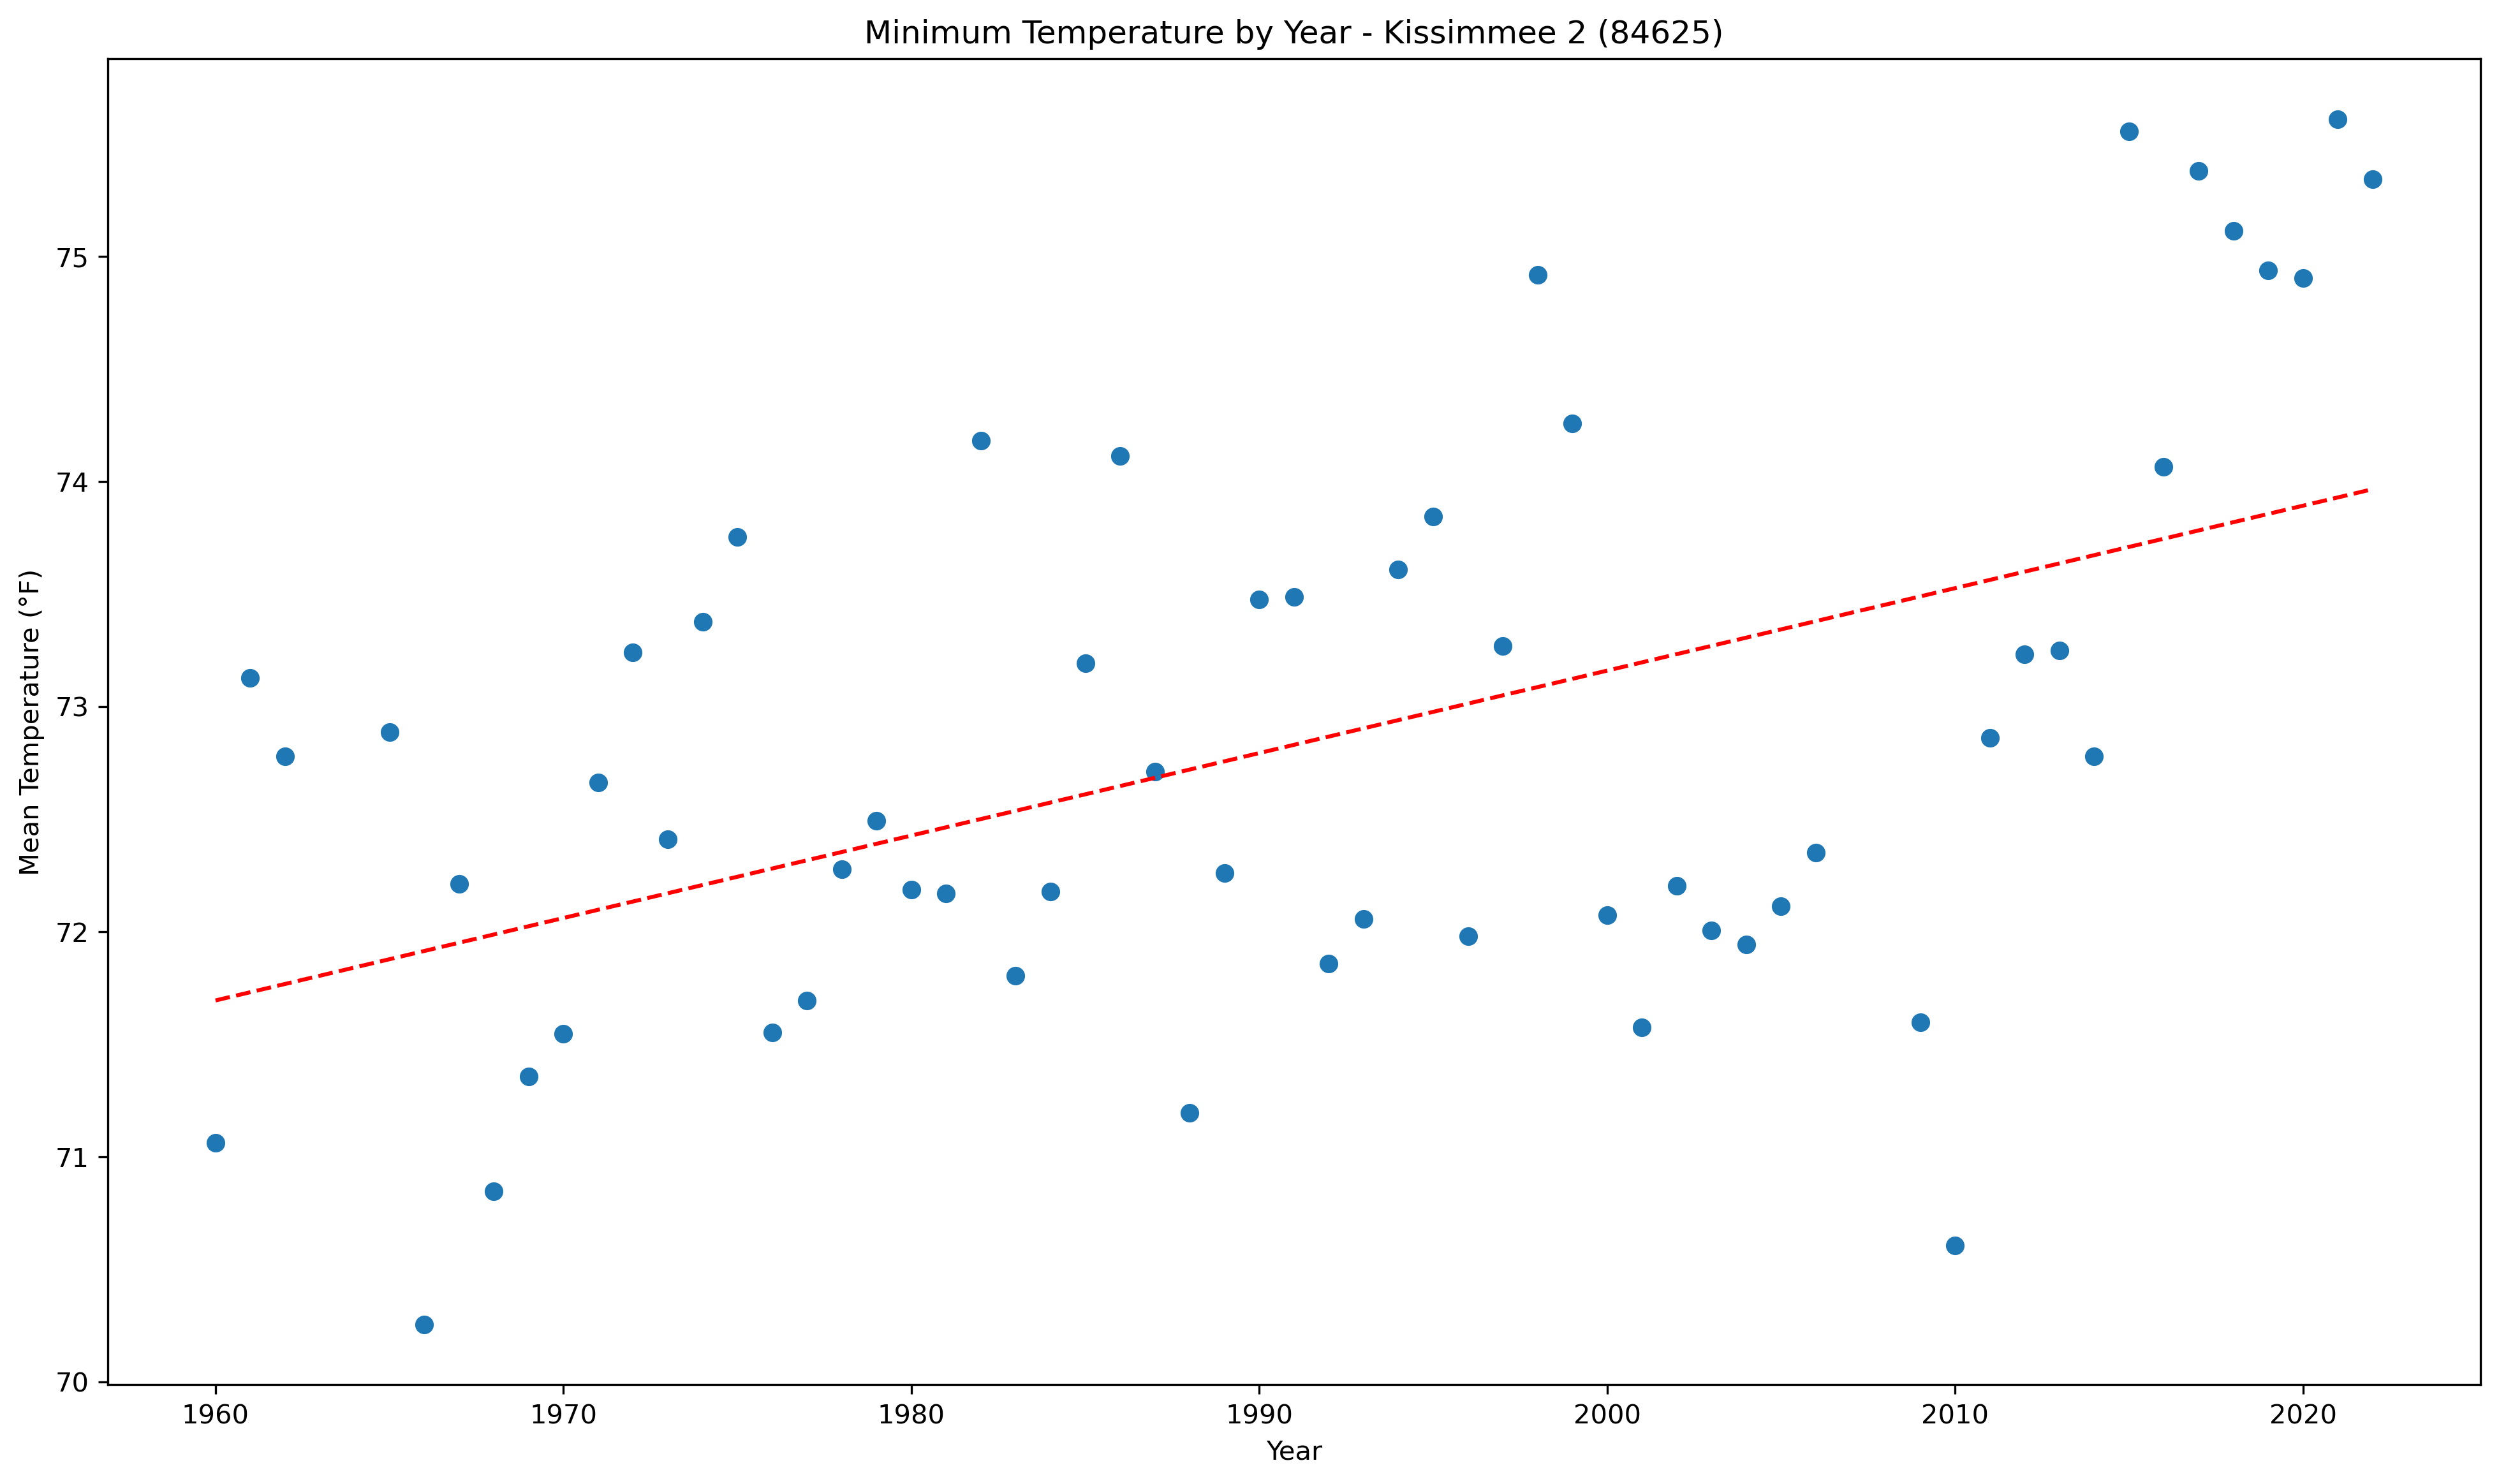 Minimum Temperature by Year - Kissimmee 2 (84625)
Mean Temperature (°F)
75
74
73
72
71
70
1960 1970 1980 1990 2000 2010 2020
Year